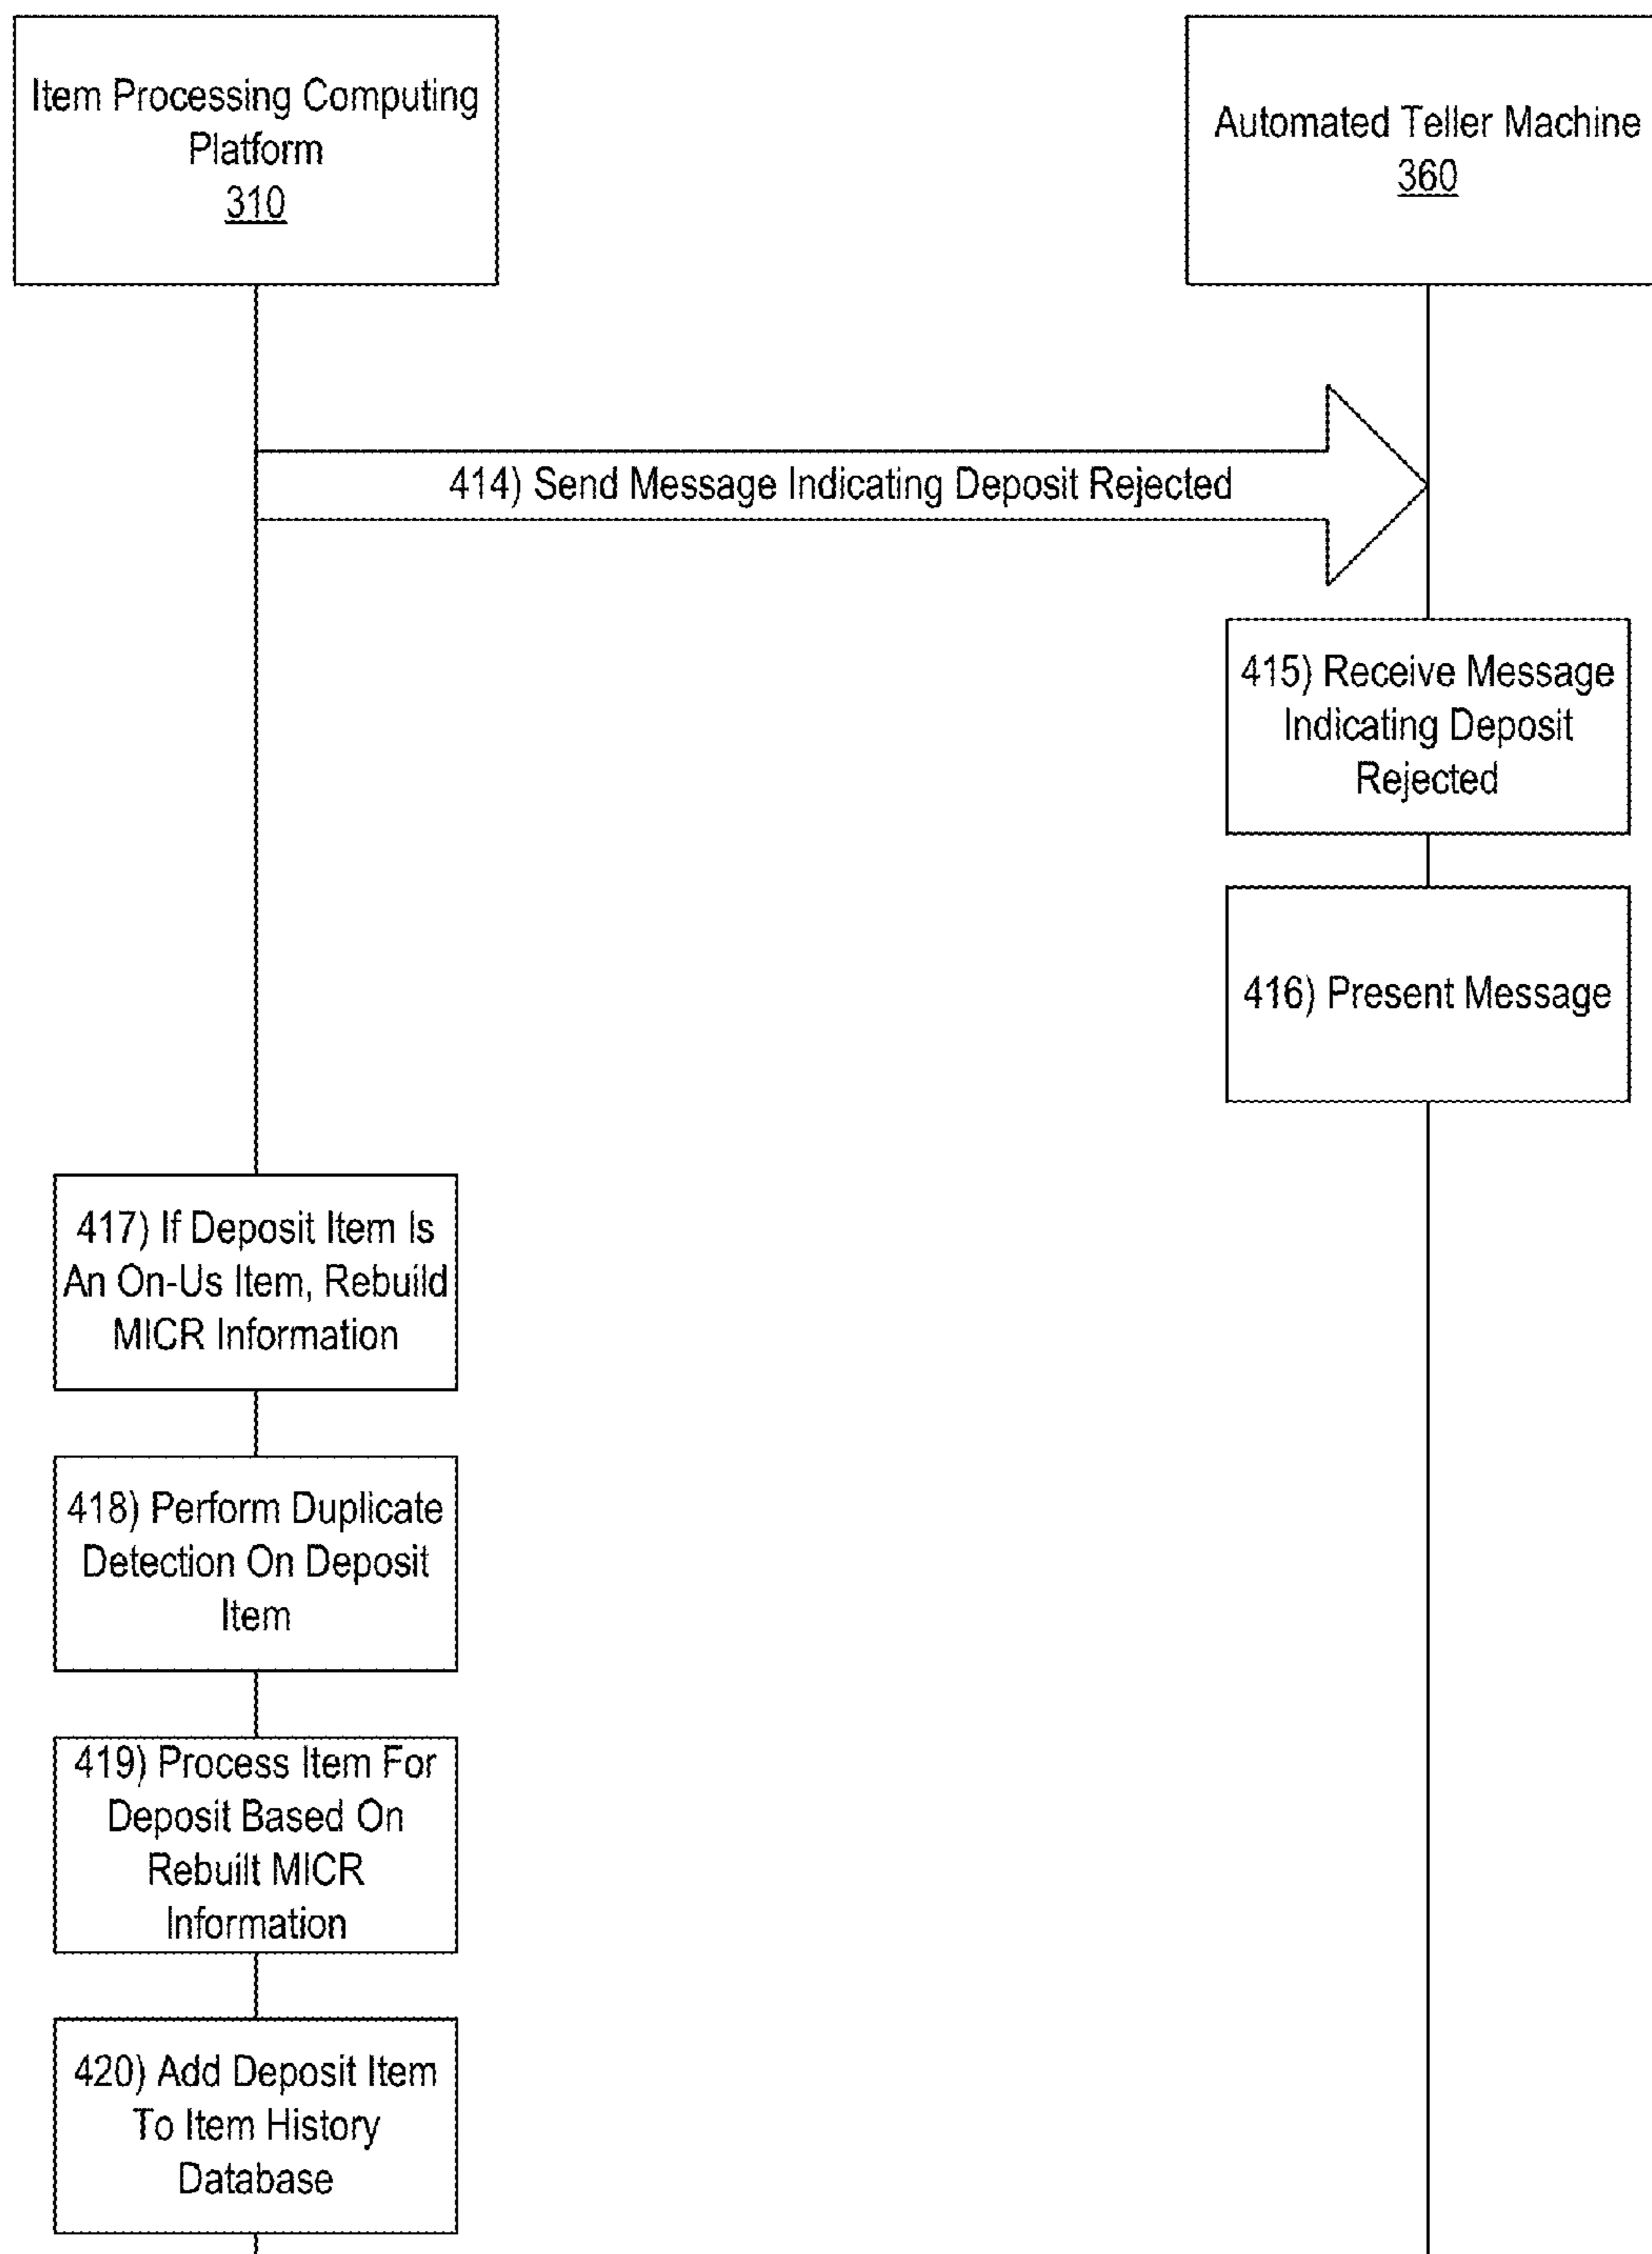 Item Processing Computing
Platform
310
Automated Teller Machine
360
414) Send Message Indicating Deposit Rejected
415) Receive Message
Indicating Deposit
Rejected
416) Present Message
417) If Deposit Item Is
An On-Us Item, Rebuild
MICR Information
418) Perform Duplicate
Detection On Deposit
Item
419) Process Item For
Deposit Based On
Rebuilt MICR
Information
420) Add Deposit Item
To Item History
Database